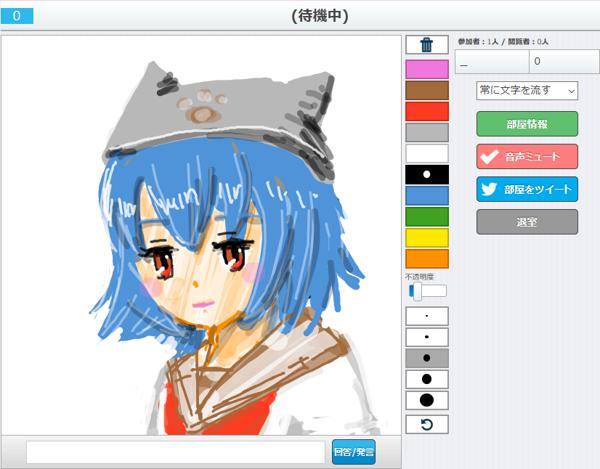 0
(待機中)
参加者：1人 / 閲覧者：0人
_
0
常に文字を流す
部屋情報
音声ミュート
部屋をツイート
退室
不透明度
回答/発言